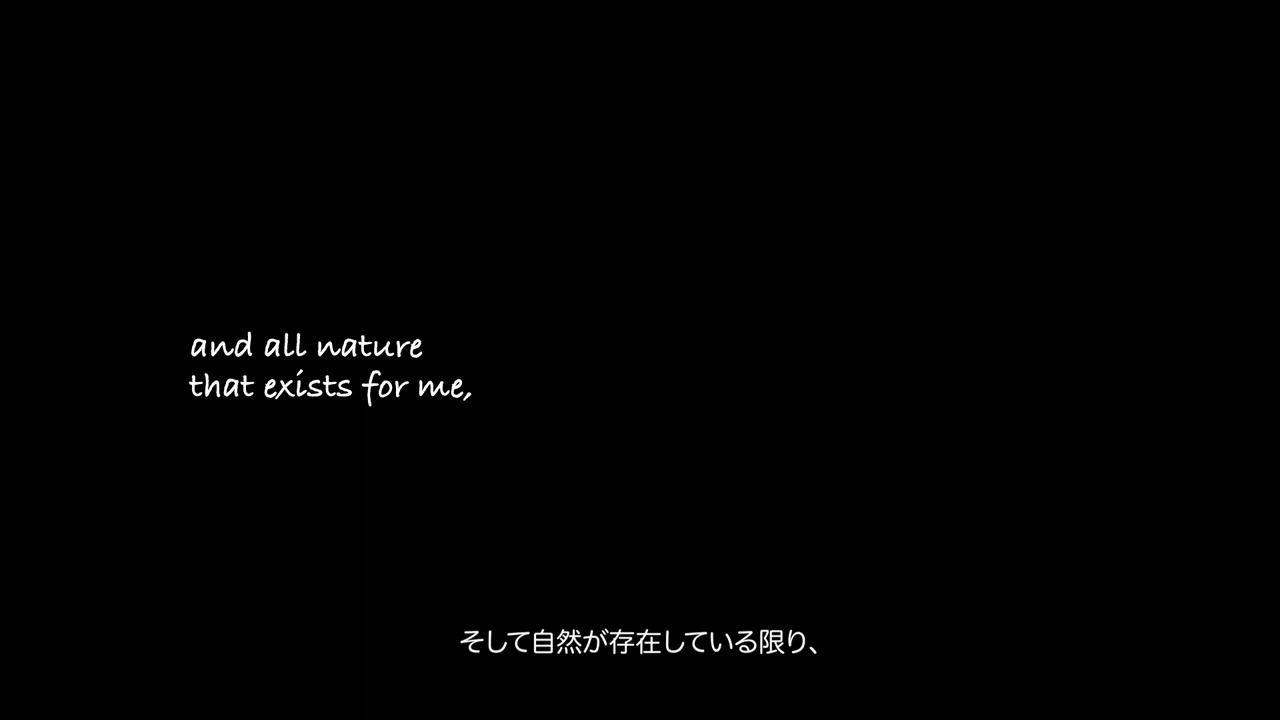 and all nature
that exists for me,
そして自然が存在している限り、